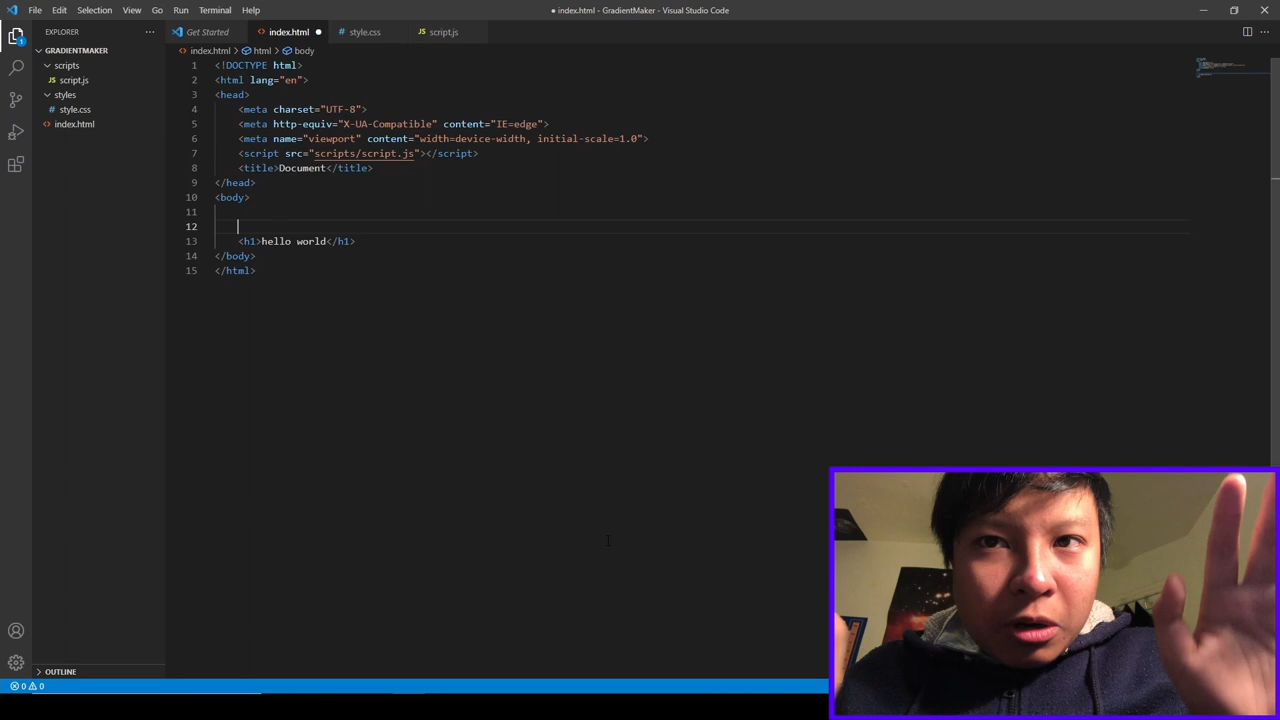 File Edit Selection View Go Run Terminal Help ● index.html - GradientMaker - Visual Studio Code
EXPLORER ··· Get Started index.html ● style.css script.js ···
GRADIENTMAKER index.html > html > body
scripts
script.js
styles
style.css
index.html
1 <!DOCTYPE html>
2 <html lang="en">
3 <head>
4 <meta charset="UTF-8">
5 <meta http-equiv="X-UA-Compatible" content="IE=edge">
6 <meta name="viewport" content="width=device-width, initial-scale=1.0">
7 <script src="scripts/script.js"></script>
8 <title>Document</title>
9 </head>
10 <body>
11
12
13 <h1>hello world</h1>
14 </body>
15 </html>
OUTLINE
0 0